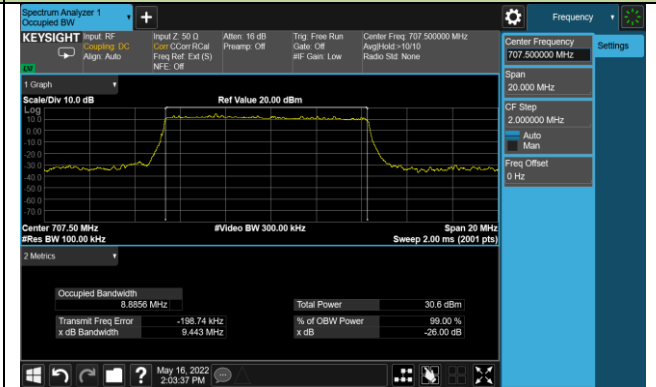 Spectrum Analyzer 1
Occupied BW
+
Frequency
KEYSIGHT
Input: RF
Coupling: DC
Align: Auto
Input Z: 50 Ω
Corr CCorr RCal
Freq Ref: Ext (S)
NFE: Off
Atten: 16 dB
Preamp: Off
Trig: Free Run
Gate: Off
#IF Gain: Low
Center Freq: 707.500000 MHz
Avg|Hold:>10/10
Radio Std: None
Center Frequency
707.500000 MHz
Settings
Span
20.000 MHz
CF Step
2.000000 MHz
Auto
Man
Freq Offset
0 Hz
1 Graph
Scale/Div 10.0 dB
Ref Value 20.00 dBm
Log
10.0
0.00
-10.0
-20.0
-30.0
-40.0
-50.0
-60.0
-70.0
Center 707.50 MHz
#Video BW 300.00 kHz
Span 20 MHz
#Res BW 100.00 kHz
Sweep 2.00 ms (2001 pts)
2 Metrics
Occupied Bandwidth
8.8856 MHz
Total Power
30.6 dBm
Transmit Freq Error
-198.74 kHz
% of OBW Power
99.00 %
x dB Bandwidth
9.443 MHz
x dB
-26.00 dB
?
May 16, 2022
2:03:37 PM